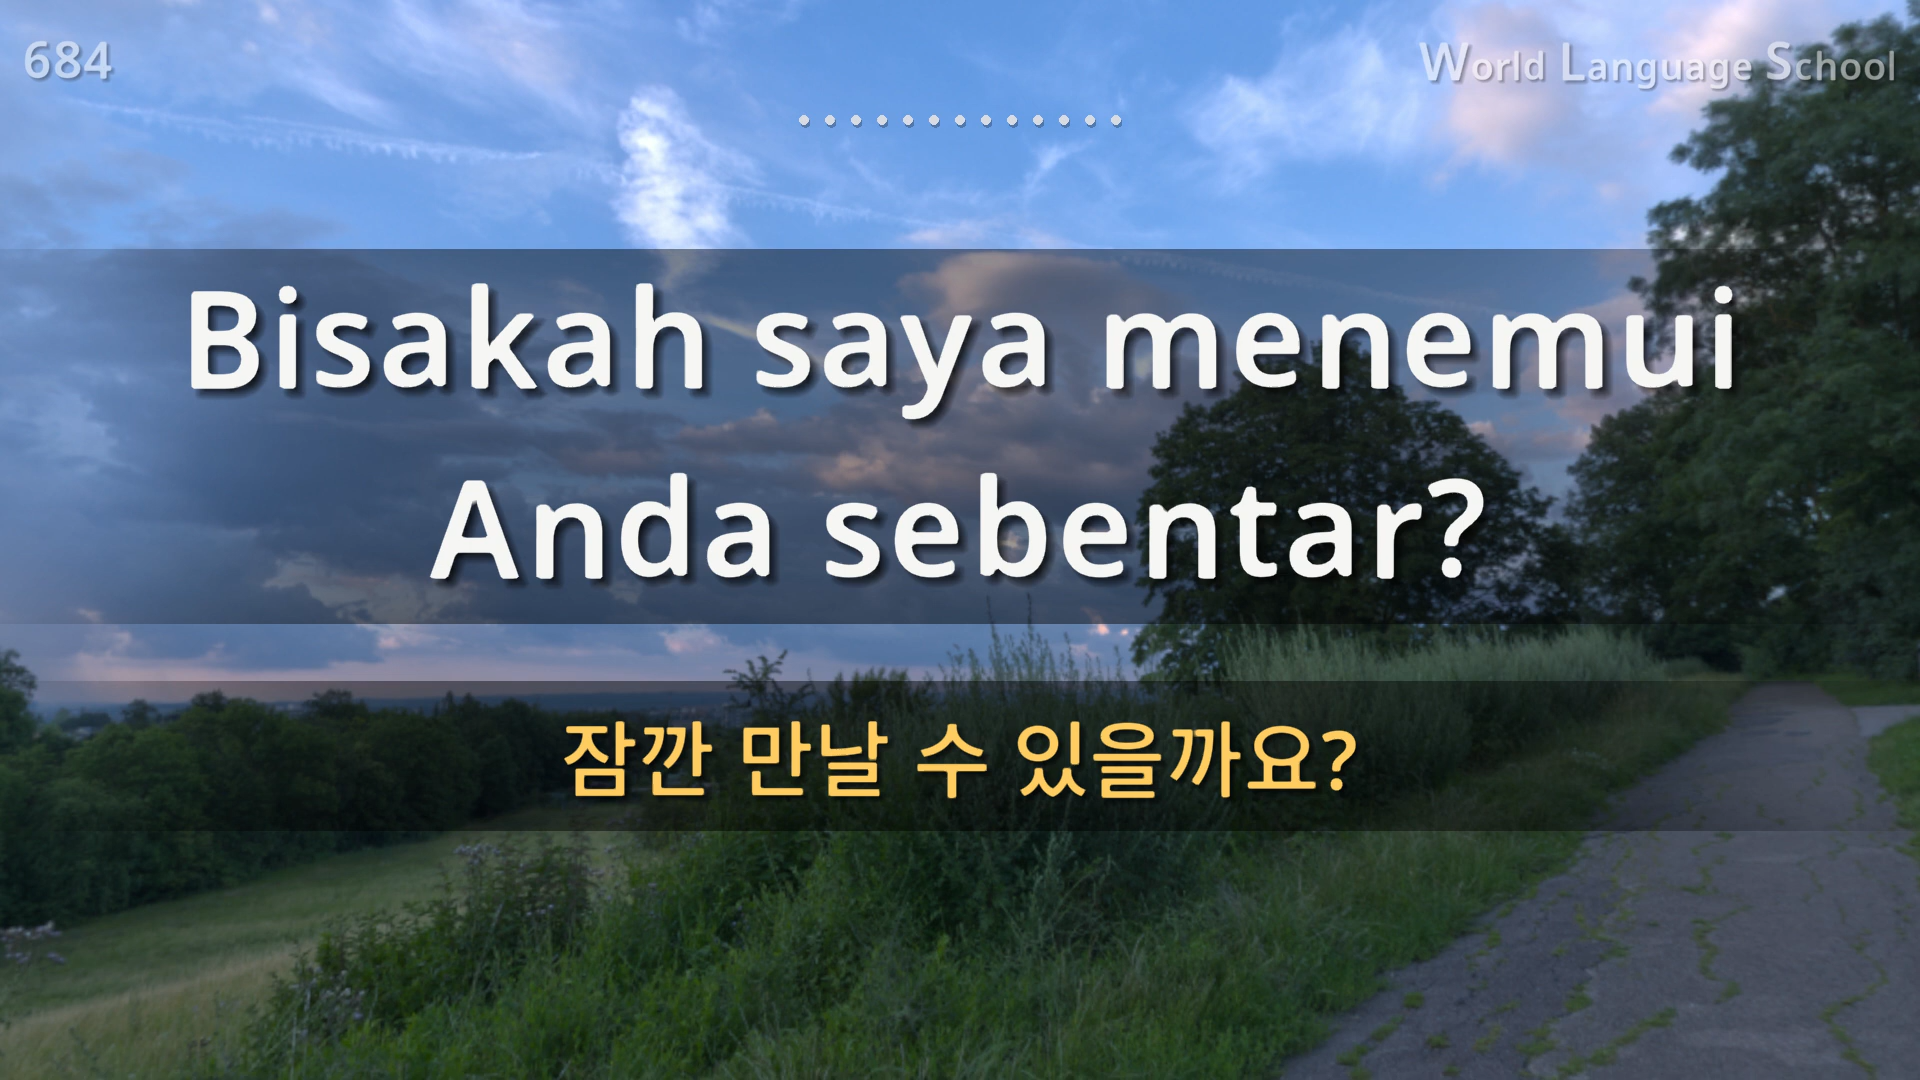 684
World Language School
Bisakah saya menemui
Anda sebentar?
잠깐 만날 수 있을까요?